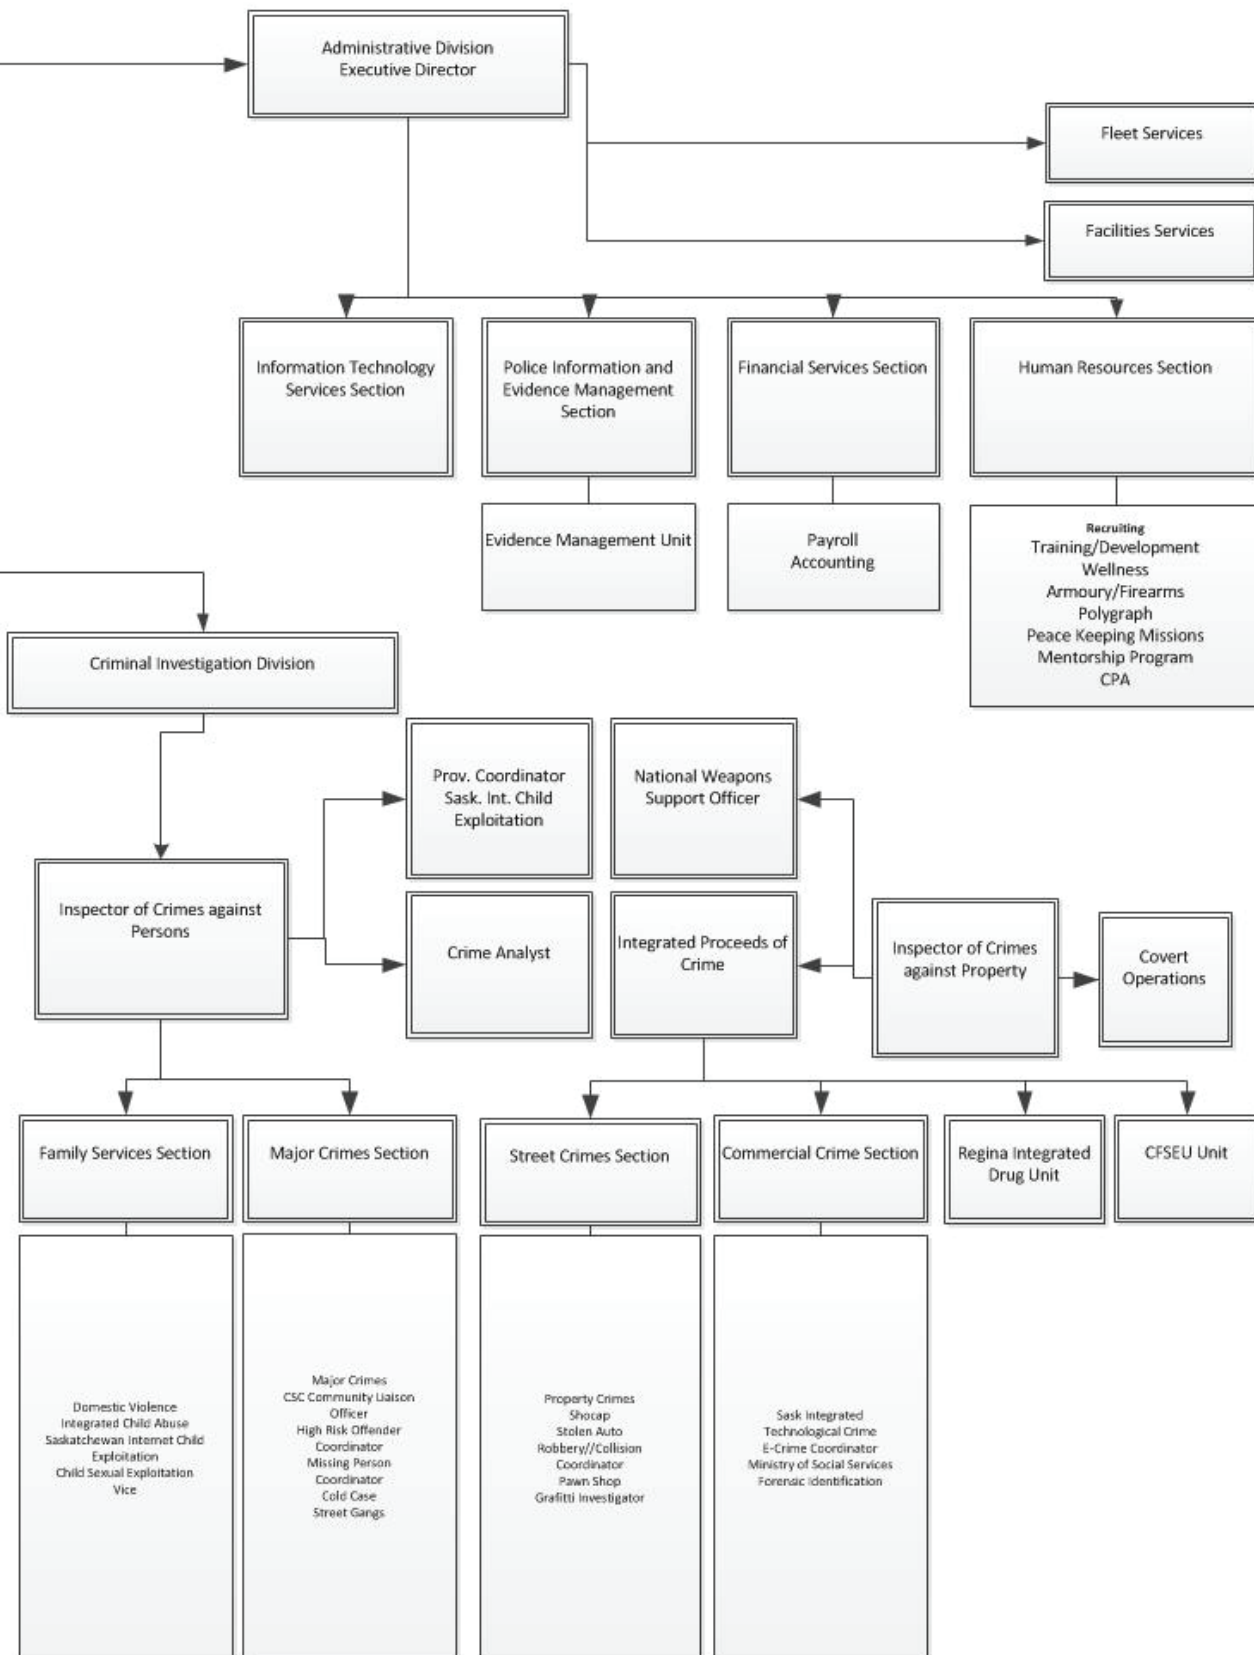 Administrative Division
Executive Director
Fleet Services
Facilities Services
Information Technology
Services Section
Police Information and
Evidence Management
Section
Financial Services Section
Human Resources Section
Evidence Management Unit
Payroll
Accounting
Recruiting
Training/Development
Wellness
Armoury/Firearms
Polygraph
Peace Keeping Missions
Mentorship Program
CPA
Criminal Investigation Division
Prov. Coordinator
Sask. Int. Child
Exploitation
National Weapons
Support Officer
Inspector of Crimes against
Persons
Crime Analyst
Integrated Proceeds of
Crime
Inspector of Crimes
against Property
Covert
Operations
Family Services Section
Major Crimes Section
Street Crimes Section
Commercial Crime Section
Regina Integrated
Drug Unit
CFSEU Unit
Domestic Violence
Integrated Child Abuse
Saskatchewan Internet Child
Exploitation
Child Sexual Exploitation
Vice
Major Crimes
CSC Community Liaison
Officer
High Risk Offender
Coordinator
Missing Person
Coordinator
Cold Case
Street Gangs
Property Crimes
Shocap
Stolen Auto
Robbery//Collision
Coordinator
Pawn Shop
Grafitti Investigator
Sask Integrated
Technological Crime
E-Crime Coordinator
Ministry of Social Services
Forensic Identification